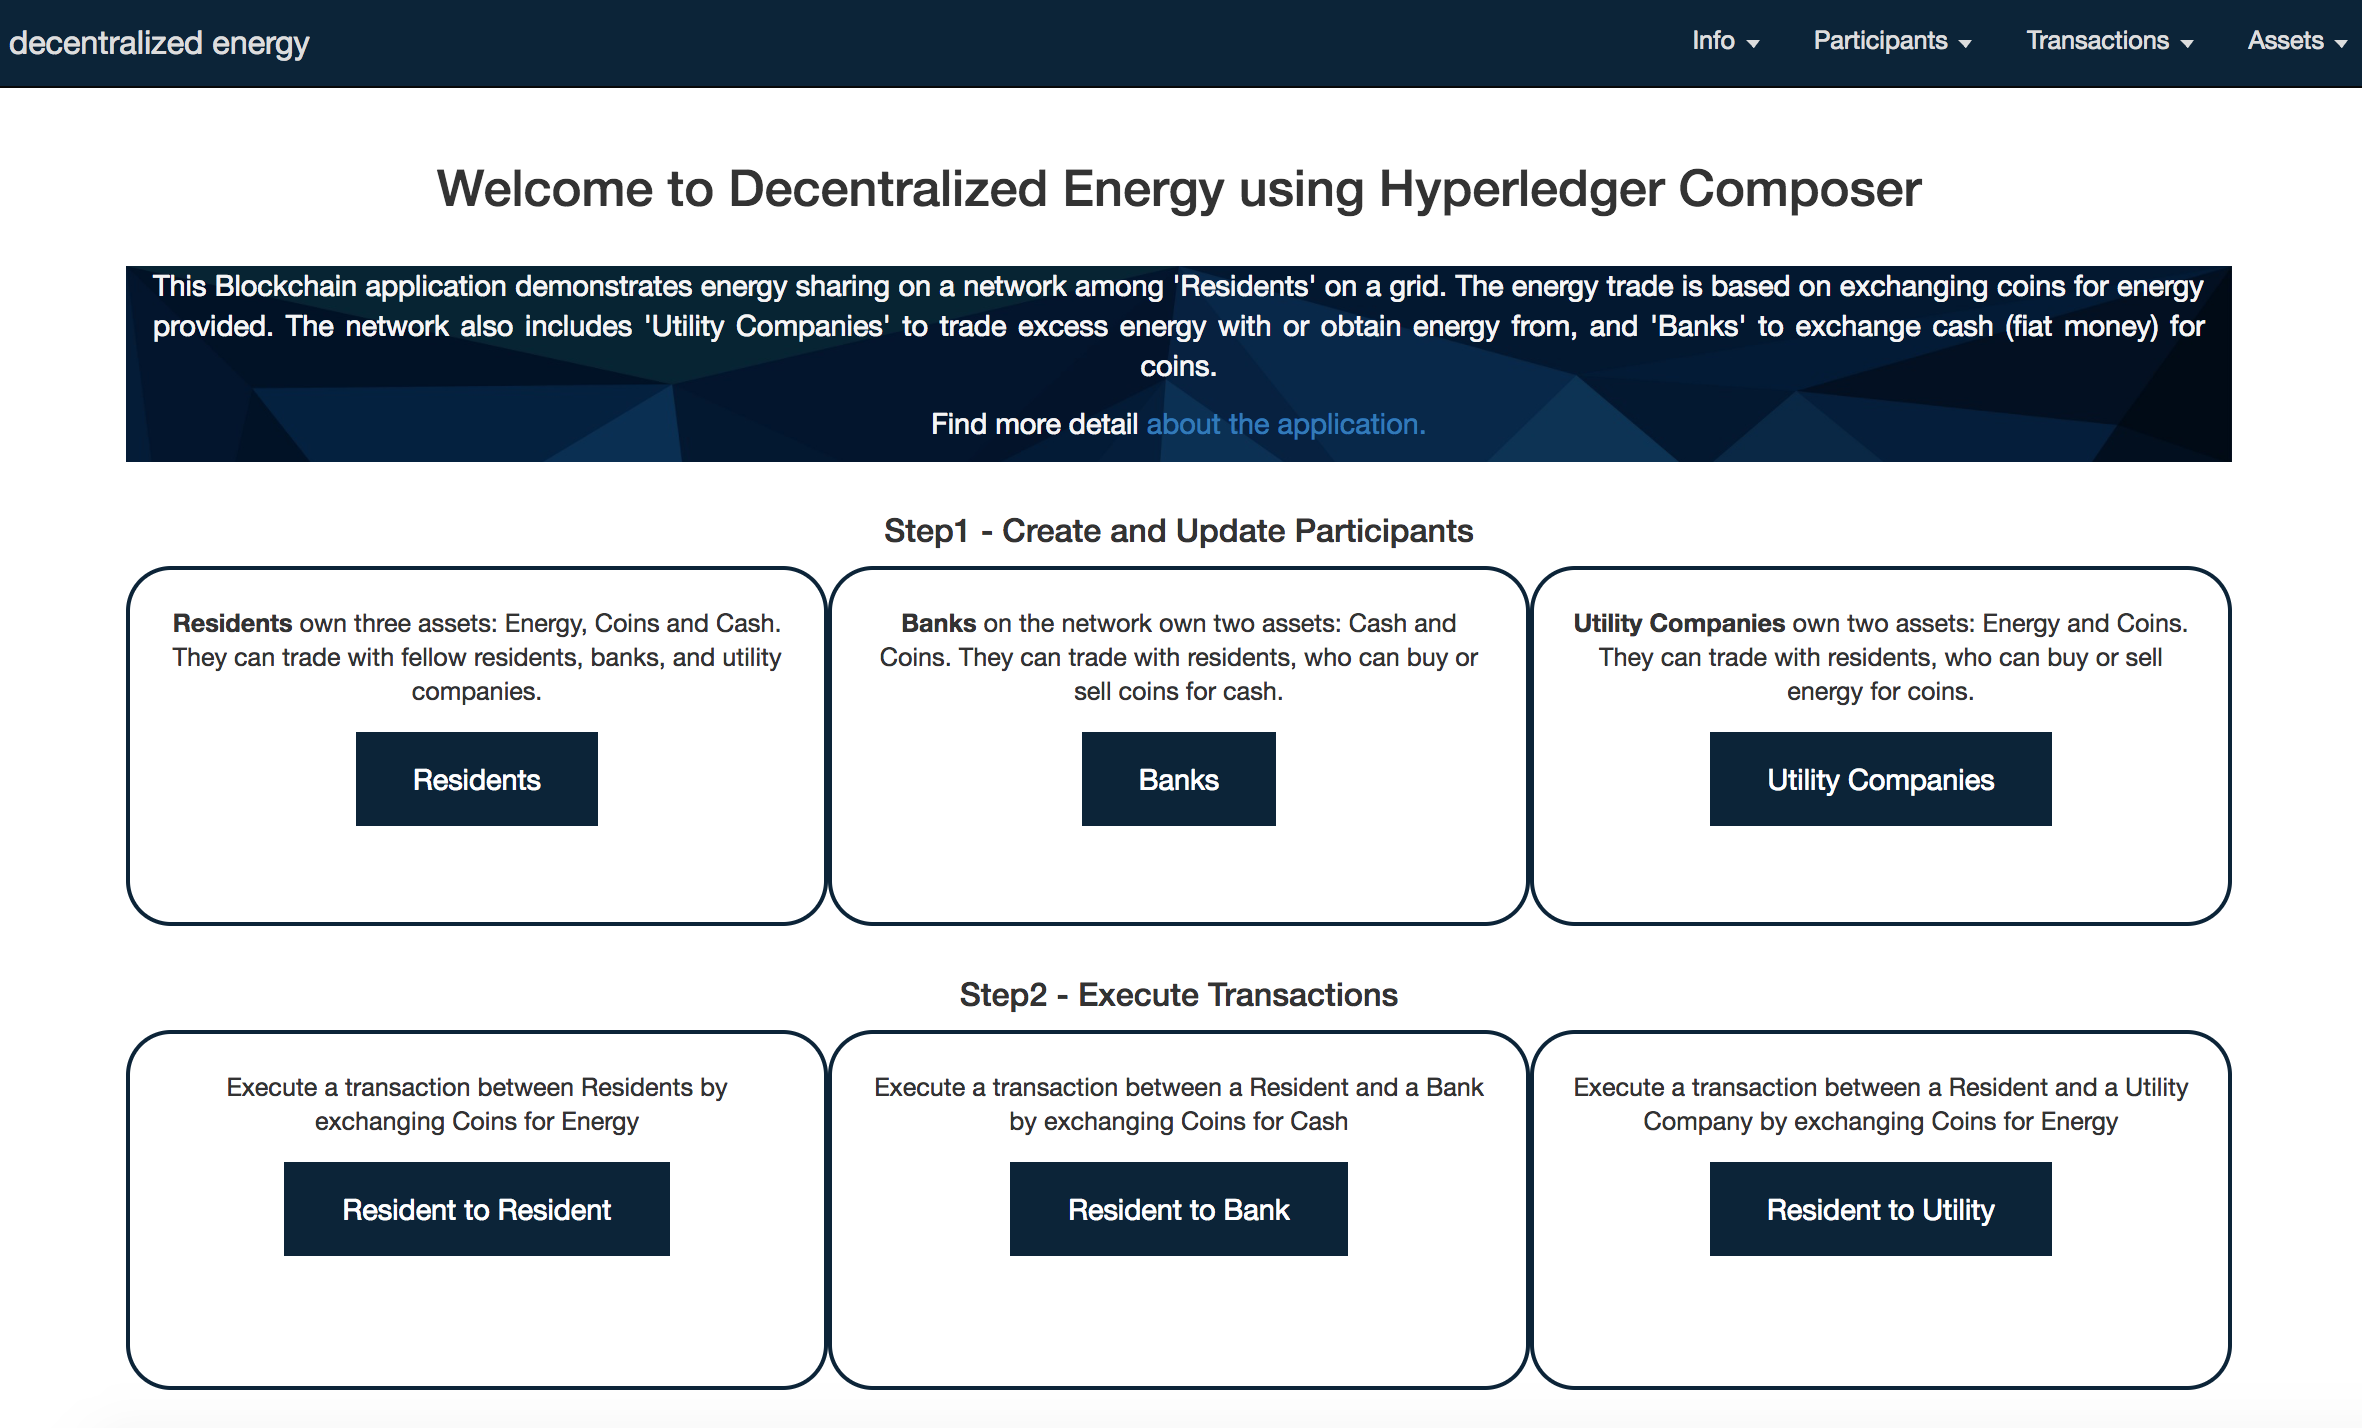 decentralized energy
Info
Participants
Transactions
Assets
Welcome to Decentralized Energy using Hyperledger Composer
This Blockchain application demonstrates energy sharing on a network among 'Residents' on a grid. The energy trade is based on exchanging coins for energy
provided. The network also includes 'Utility Companies' to trade excess energy with or obtain energy from, and 'Banks' to exchange cash (fiat money) for
coins.
Find more detail about the application.
Step1 - Create and Update Participants
Residents own three assets: Energy, Coins and Cash.
They can trade with fellow residents, banks, and utility
companies.
Residents
Banks on the network own two assets: Cash and
Coins. They can trade with residents, who can buy or
sell coins for cash.
Banks
Utility Companies own two assets: Energy and Coins.
They can trade with residents, who can buy or sell
energy for coins.
Utility Companies
Step2 - Execute Transactions
Execute a transaction between Residents by
exchanging Coins for Energy
Resident to Resident
Execute a transaction between a Resident and a Bank
by exchanging Coins for Cash
Resident to Bank
Execute a transaction between a Resident and a Utility
Company by exchanging Coins for Energy
Resident to Utility